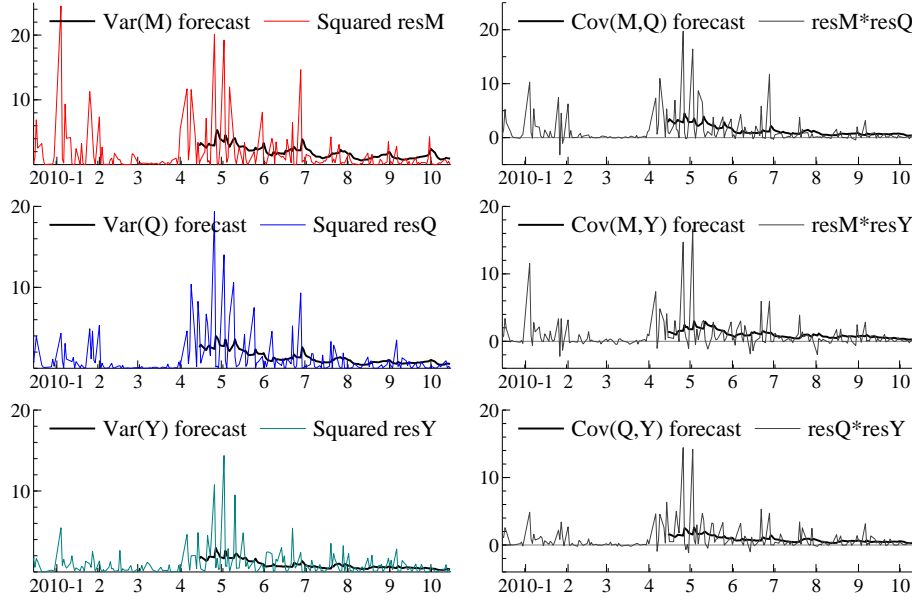 Var(M) forecast Squared resM
20
10
2010-1 2 3 4 5 6 7 8 9 10
Cov(M,Q) forecast resM*resQ
20
10
0
2010-1 2 3 4 5 6 7 8 9 10
Var(Q) forecast Squared resQ
20
10
2010-1 2 3 4 5 6 7 8 9 10
Cov(M,Y) forecast resM*resY
20
10
0
2010-1 2 3 4 5 6 7 8 9 10
Var(Y) forecast Squared resY
20
10
2010-1 2 3 4 5 6 7 8 9 10
Cov(Q,Y) forecast resQ*resY
20
10
0
2010-1 2 3 4 5 6 7 8 9 10